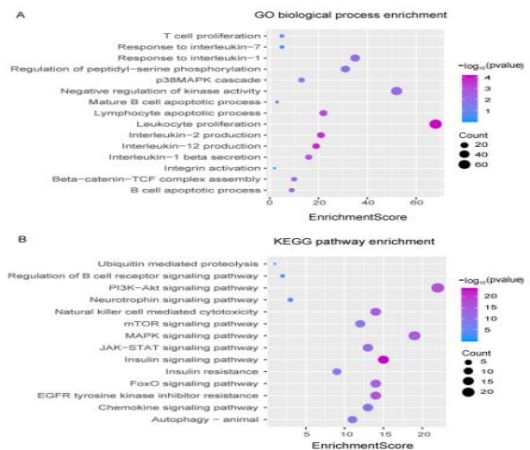 A
GO biological process enrichment
T cell proliferation
Response to interleukin-7
Response to interleukin-1
Regulation of peptidyl-serine phosphorylation
p38MAPK cascade
Negative regulation of kinase activity
Mature B cell apoptotic process
Lymphocyte apoptotic process
Leukocyte proliferation
Interleukin-2 production
Interleukin-12 production
Interleukin-1 beta secretion
Integrin activation
Beta-catenin-TCF complex assembly
B cell apoptotic process
0 20 40 60
EnrichmentScore
-log₁₀(pvalue)
4
3
2
1
Count
20
40
60
B
KEGG pathway enrichment
Ubiquitin mediated proteolysis
Regulation of B cell receptor signaling pathway
PI3K-Akt signaling pathway
Neurotrophin signaling pathway
Natural killer cell mediated cytotoxicity
mTOR signaling pathway
MAPK signaling pathway
JAK-STAT signaling pathway
Insulin signaling pathway
Insulin resistance
FoxO signaling pathway
EGFR tyrosine kinase inhibitor resistance
Chemokine signaling pathway
Autophagy - animal
5 10 15 20
EnrichmentScore
-log₁₀(pvalue)
20
15
10
5
Count
5
10
15
20